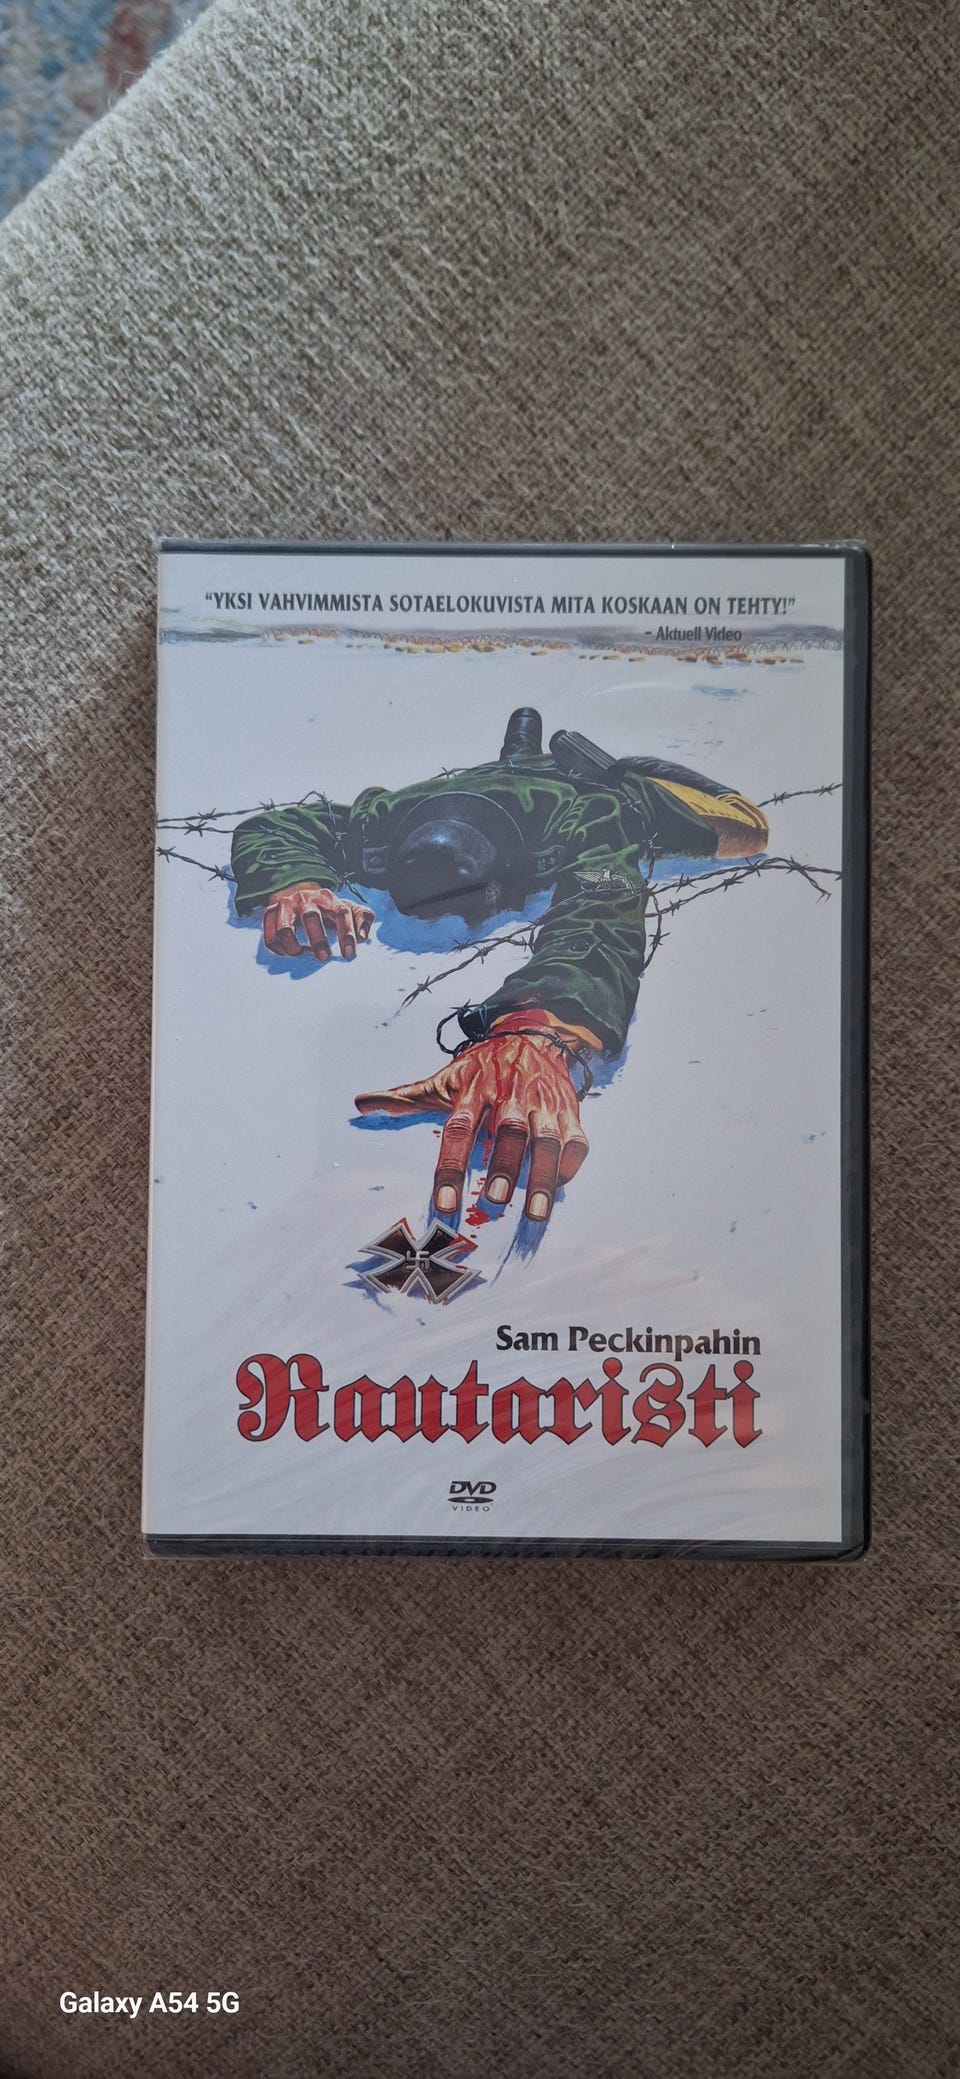 “YKSI VAHVIMMISTA SOTAELOKUVISTA MITA KOSKAAN ON TEHTY!”
– Aktuell Video
Sam Peckinpahin
Rautaristi
DVD
VIDEO
Galaxy A54 5G